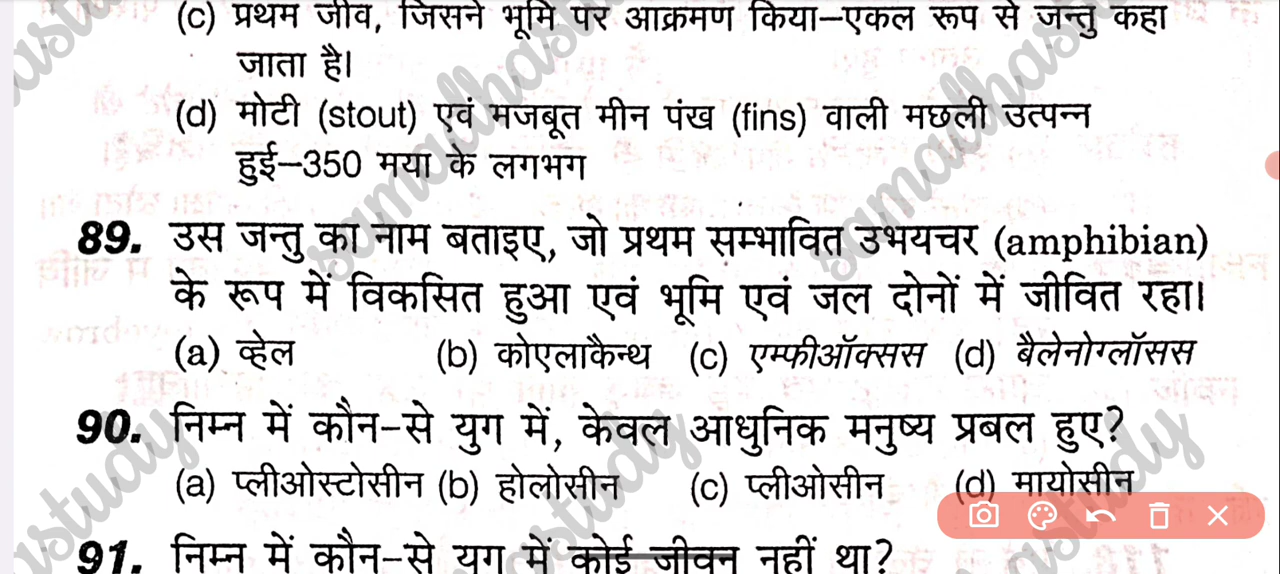 (c) प्रथम जीव, जिसने भूमि पर आक्रमण किया–एकल रूप से जन्तु कहा
जाता है।
(d) मोटी (stout) एवं मजबूत मीन पंख (fins) वाली मछली उत्पन्न
हुई–350 मया के लगभग
89. उस जन्तु का नाम बताइए, जो प्रथम सम्भावित उभयचर (amphibian)
के रूप में विकसित हुआ एवं भूमि एवं जल दोनों में जीवित रहा।
(a) व्हेल (b) कोएलाकैन्थ (c) एम्फीऑक्सस (d) बैलेनोग्लॉसस
90. निम्न में कौन-से युग में, केवल आधुनिक मनुष्य प्रबल हुए?
(a) प्लीओस्टोसीन (b) होलोसीन (c) प्लीओसीन (d) मायोसीन
91. निम्न में कौन-से युग में कोई जीवन नहीं था?